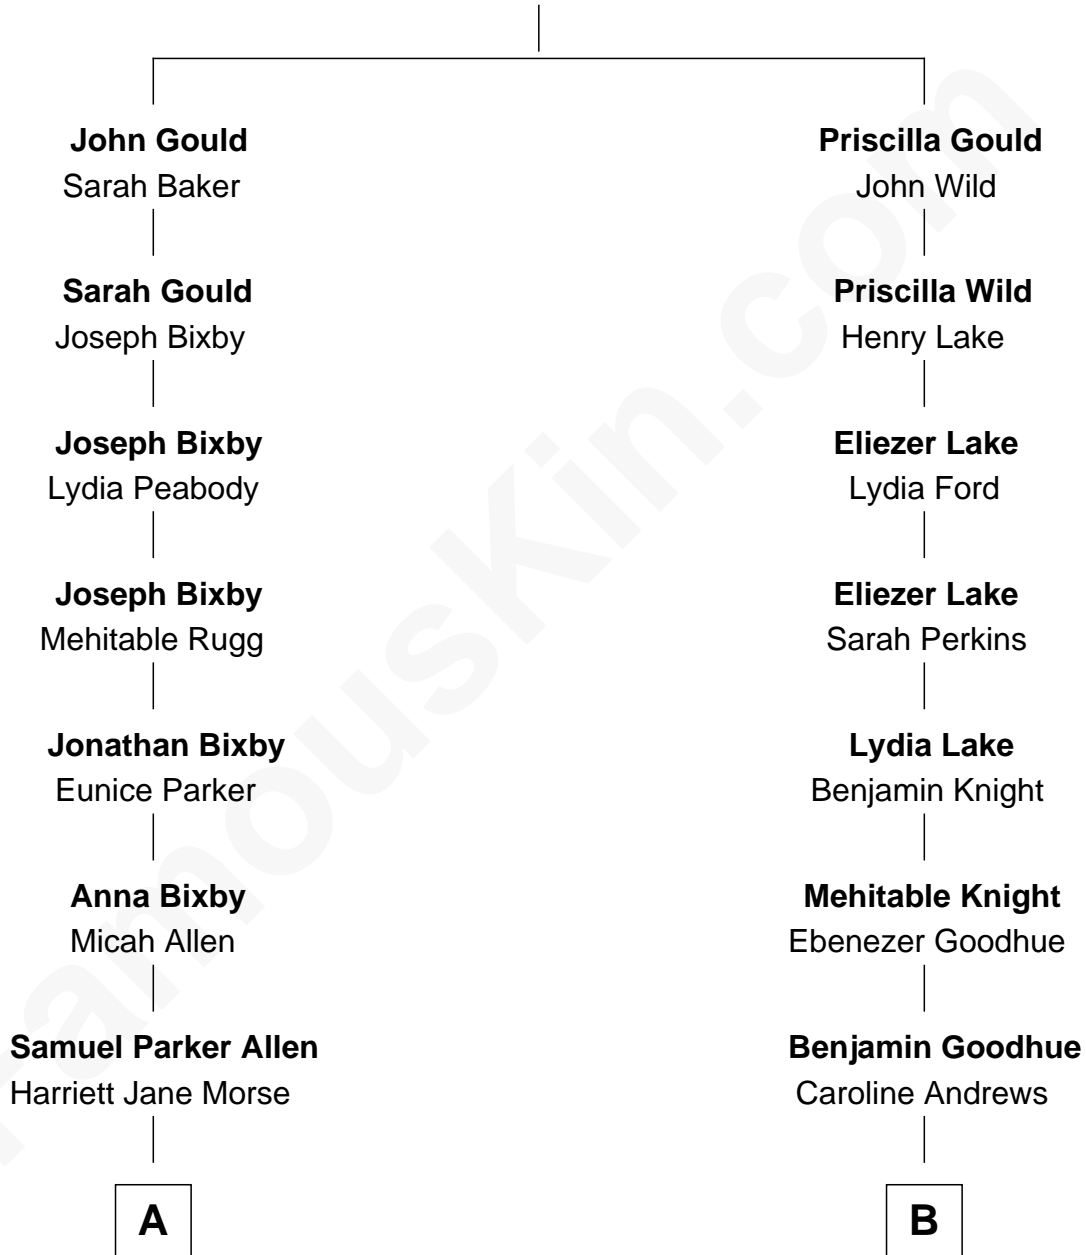 John Gould
Sarah Baker
Priscilla Gould
John Wild
Sarah Gould
Joseph Bixby
Priscilla Wild
Henry Lake
Joseph Bixby
Lydia Peabody
Eliezer Lake
Lydia Ford
Joseph Bixby
Mehitable Rugg
Eliezer Lake
Sarah Perkins
Jonathan Bixby
Eunice Parker
Lydia Lake
Benjamin Knight
Anna Bixby
Micah Allen
Mehitable Knight
Ebenezer Goodhue
Samuel Parker Allen
Harriett Jane Morse
Benjamin Goodhue
Caroline Andrews
A
B
FamousKin.com